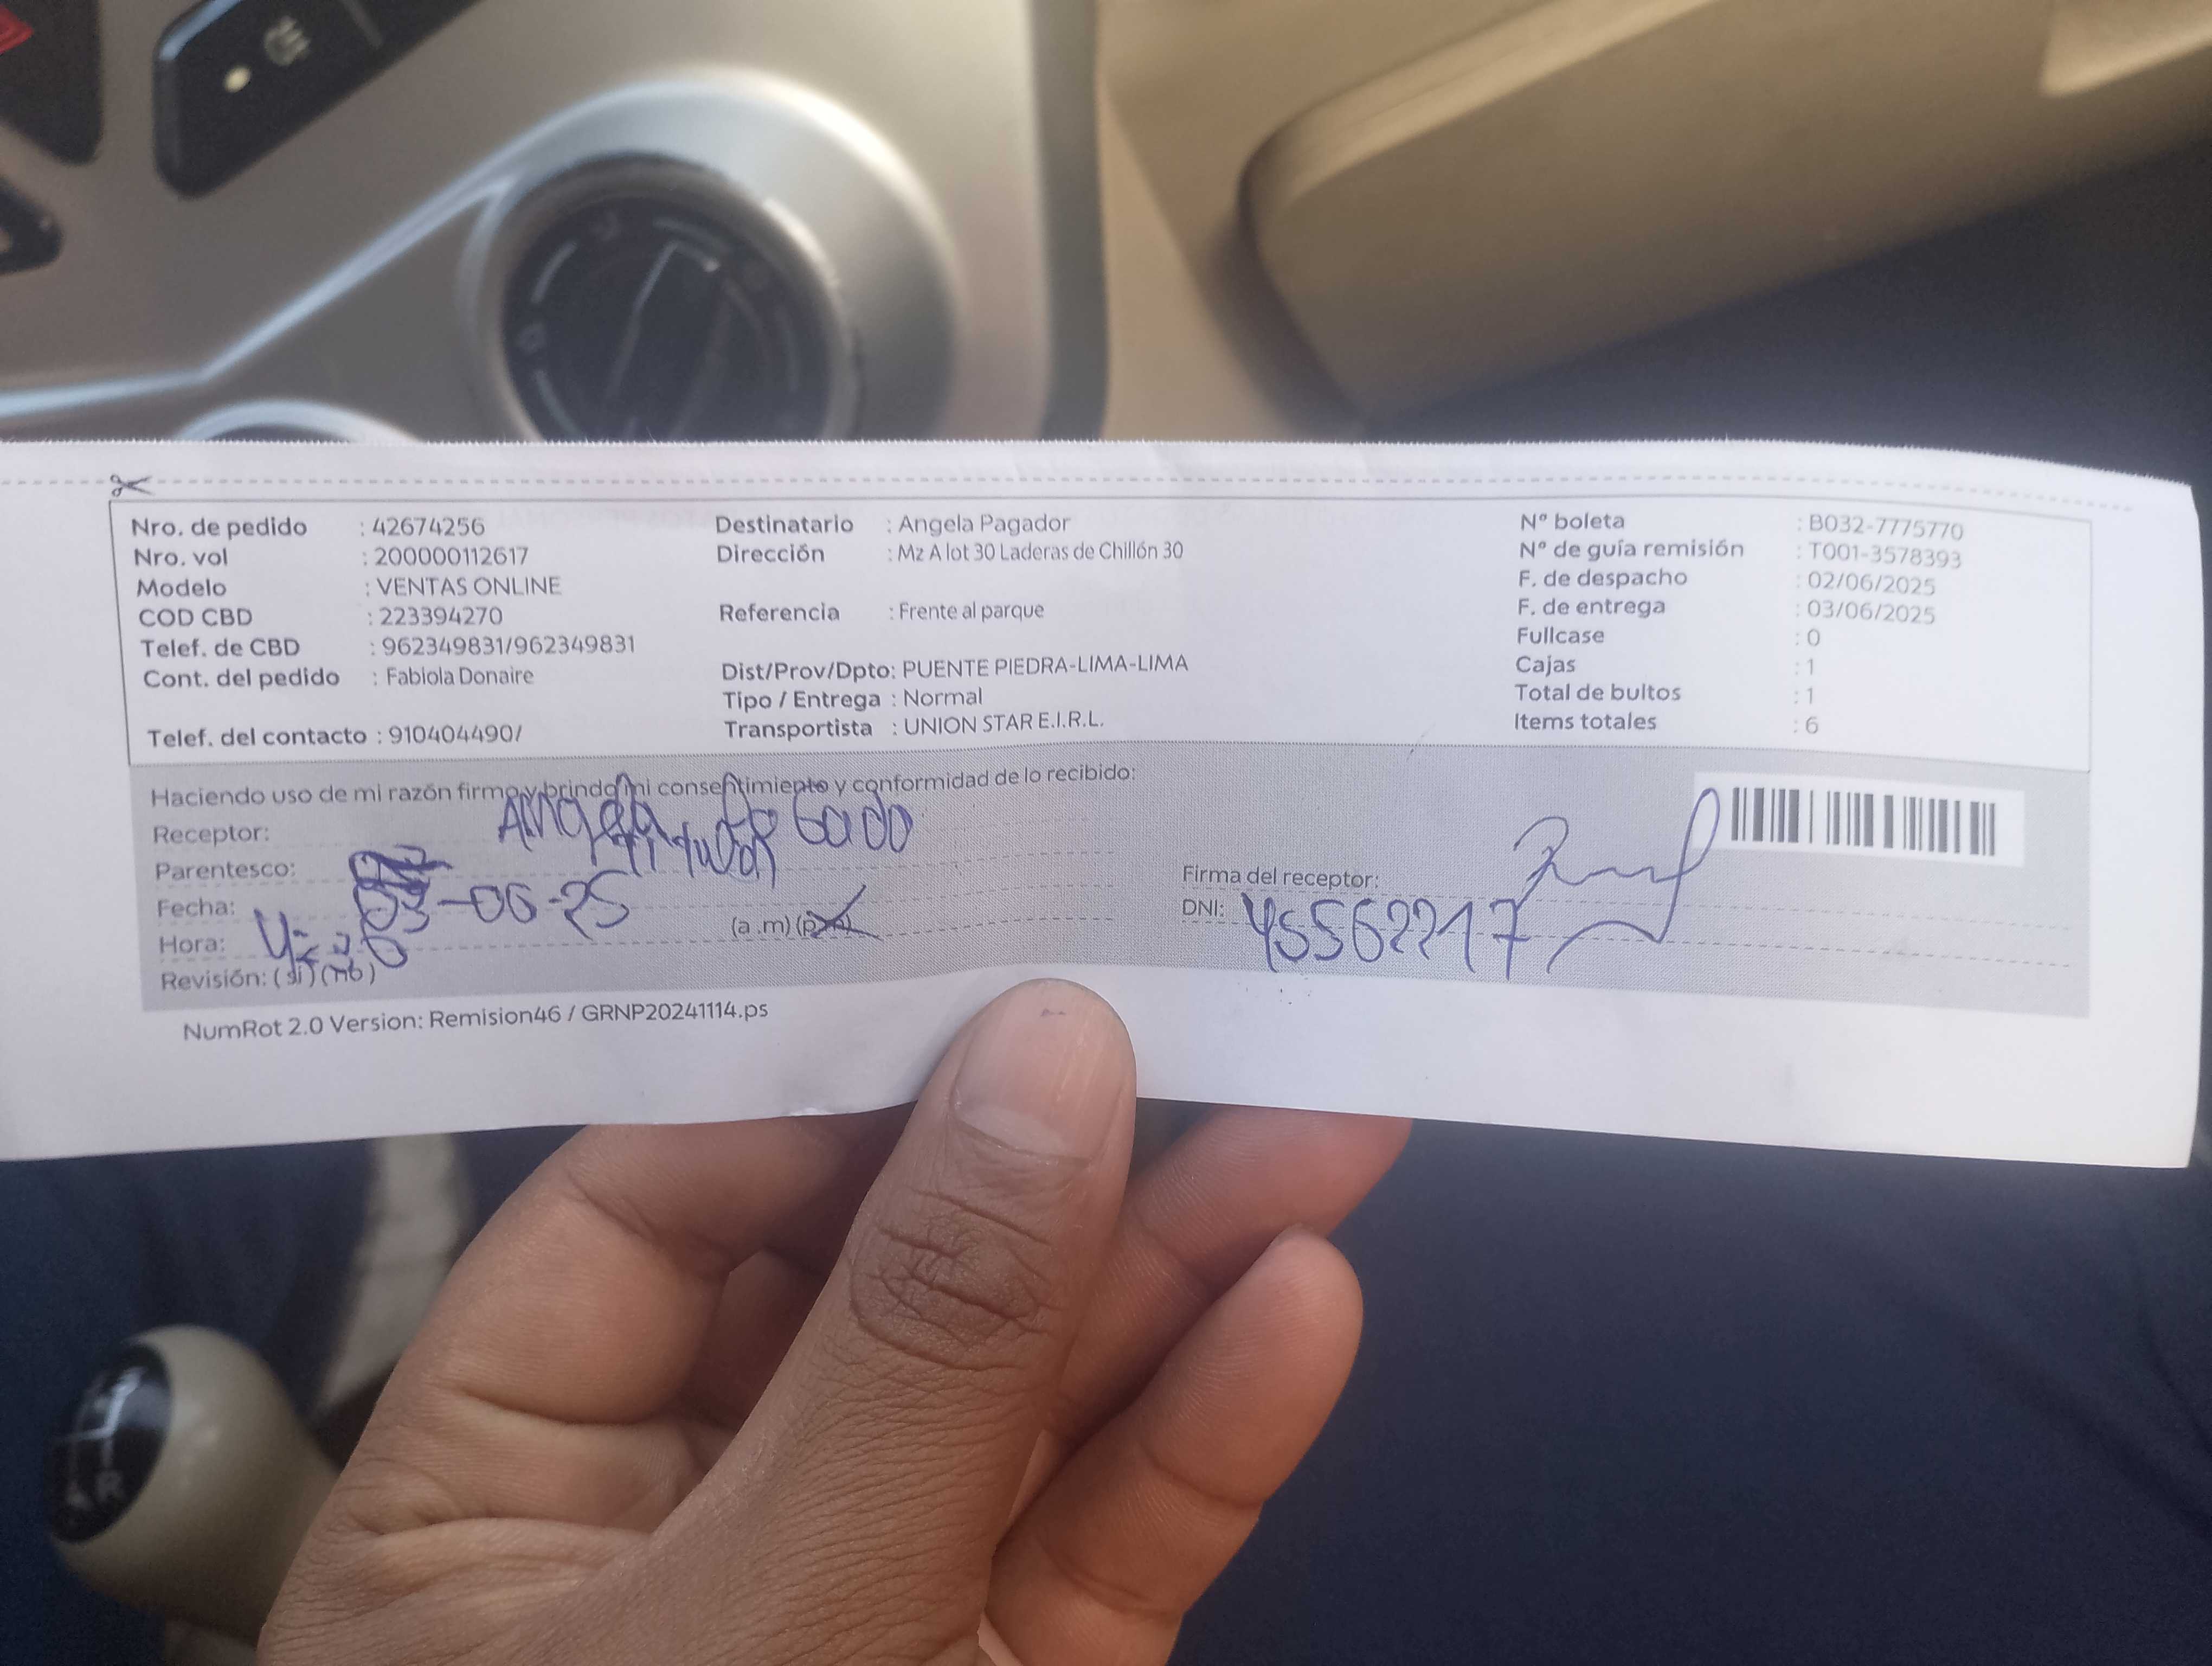 Nro. de pedido : 42674256
Nro. vol : 200000112617
Modelo : VENTAS ONLINE
COD CBD : 223394270
Telef. de CBD : 962349831/962349831
Cont. del pedido : Fabiola Donaire
Telef. del contacto : 910404490/
Destinatario : Angela Pagador
Dirección : Mz A lot 30 Laderas de Chillón 30
Referencia : Frente al parque
Dist/Prov/Dpto: PUENTE PIEDRA-LIMA-LIMA
Tipo / Entrega : Normal
Transportista : UNION STAR E.I.R.L.
Nº boleta : B032-7775770
Nº de guía remisión : T001-3578393
F. de despacho : 02/06/2025
F. de entrega : 03/06/2025
Fullcase : 0
Cajas : 1
Total de bultos : 1
Items totales : 6
Haciendo uso de mi razón firmo y brindo mi consentimiento y conformidad de lo recibido:
Receptor: Angela
Parentesco: Titular
Fecha: 03-06-25
Hora: (a.m) (p.m)
Revisión: (si) (no)
Firma del receptor:
DNI: 45562217
NumRot 2.0 Version: Remision46 / GRNP20241114.ps
R